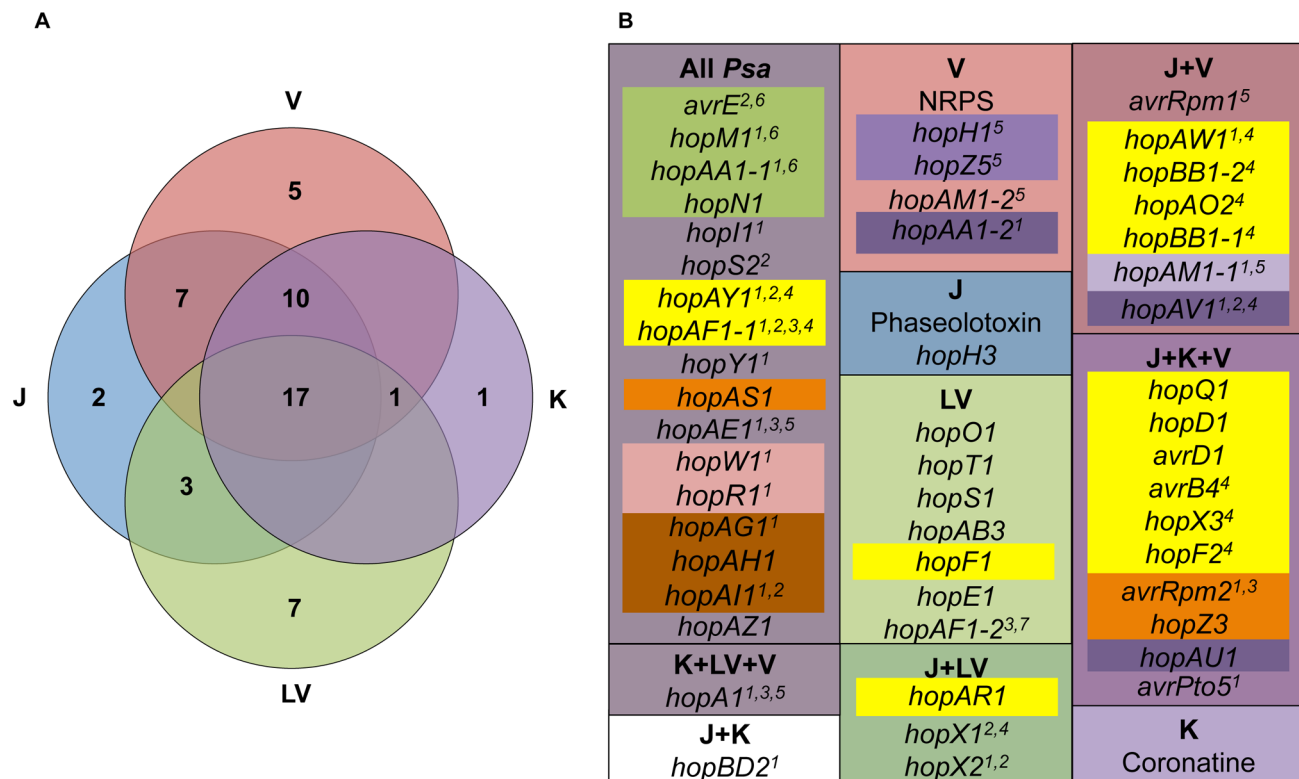 A
V
5
7
10
J
2
17
1
1
K
3
7
LV
B
All Psa
avrE2,6
hopM11,6
hopAA1-11,6
hopN1
hopI11
hopS22
hopAY11,2,4
hopAF1-11,2,3,4
hopY11
hopAS1
hopAE11,3,5
hopW11
hopR11
hopAG11
hopAH1
hopAI11,2
hopAZ1
K+LV+V
hopA11,3,5
J+K
hopBD21
V
NRPS
hopH15
hopZ55
hopAM1-25
hopAA1-21
J
Phaseolotoxin
hopH3
LV
hopO1
hopT1
hopS1
hopAB3
hopF1
hopE1
hopAF1-23,7
J+LV
hopAR1
hopX12,4
hopX21,2
J+V
avrRpm15
hopAW11,4
hopBB1-24
hopAO24
hopBB1-14
hopAM1-11,5
hopAV11,2,4
J+K+V
hopQ1
hopD1
avrD1
avrB44
hopX34
hopF24
avrRpm21,3
hopZ3
hopAU1
avrPto51
K
Coronatine